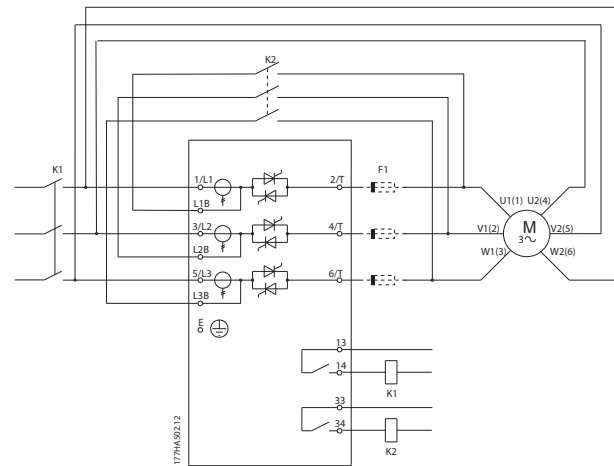 K2
K1
F1
1/L1
2/T
L1B
3/L2
4/T
L2B
5/L3
6/T
L3B
E
U1(1) U2(4)
V1(2) M V2(5)
3~
W1(3) W2(6)
13
14
K1
33
34
K2
177HA502.12